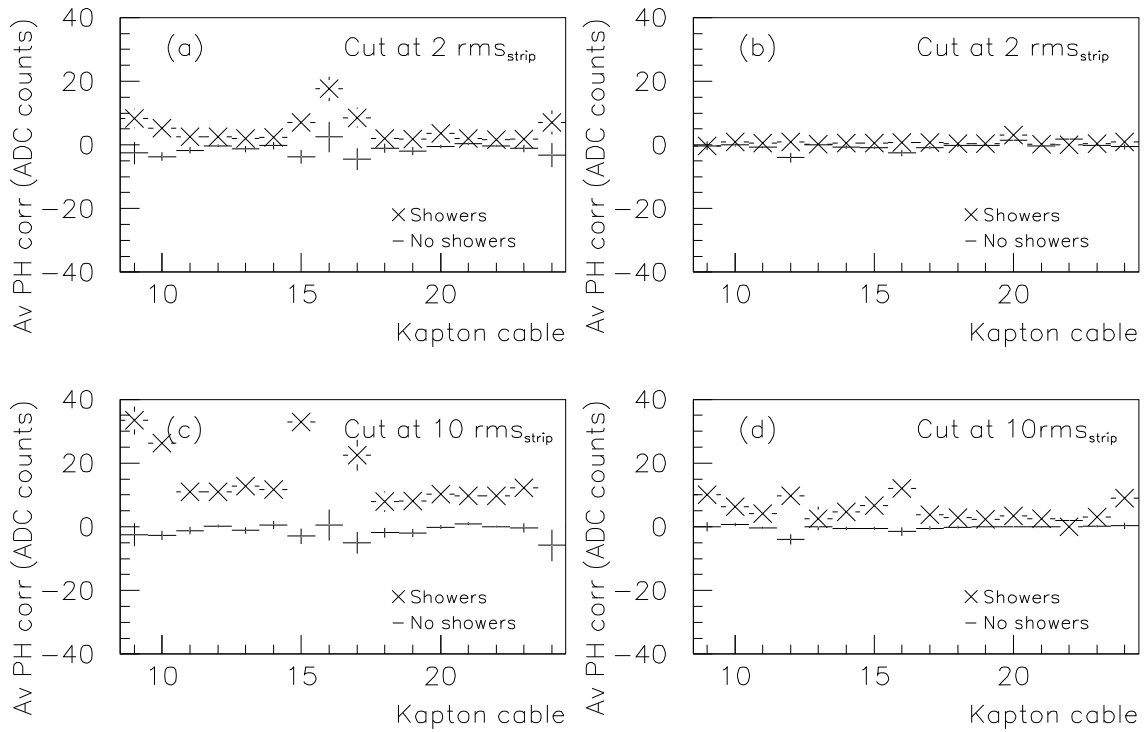 Av PH corr (ADC counts)
40
20
0
−20
−40
(a)
Cut at 2 rms_strip
× Showers
− No showers
10
15
20
Kapton cable
Av PH corr (ADC counts)
40
20
0
−20
−40
(b)
Cut at 2 rms_strip
× Showers
− No showers
10
15
20
Kapton cable
Av PH corr (ADC counts)
40
20
0
−20
−40
(c)
Cut at 10 rms_strip
× Showers
− No showers
10
15
20
Kapton cable
Av PH corr (ADC counts)
40
20
0
−20
−40
(d)
Cut at 10rms_strip
× Showers
− No showers
10
15
20
Kapton cable